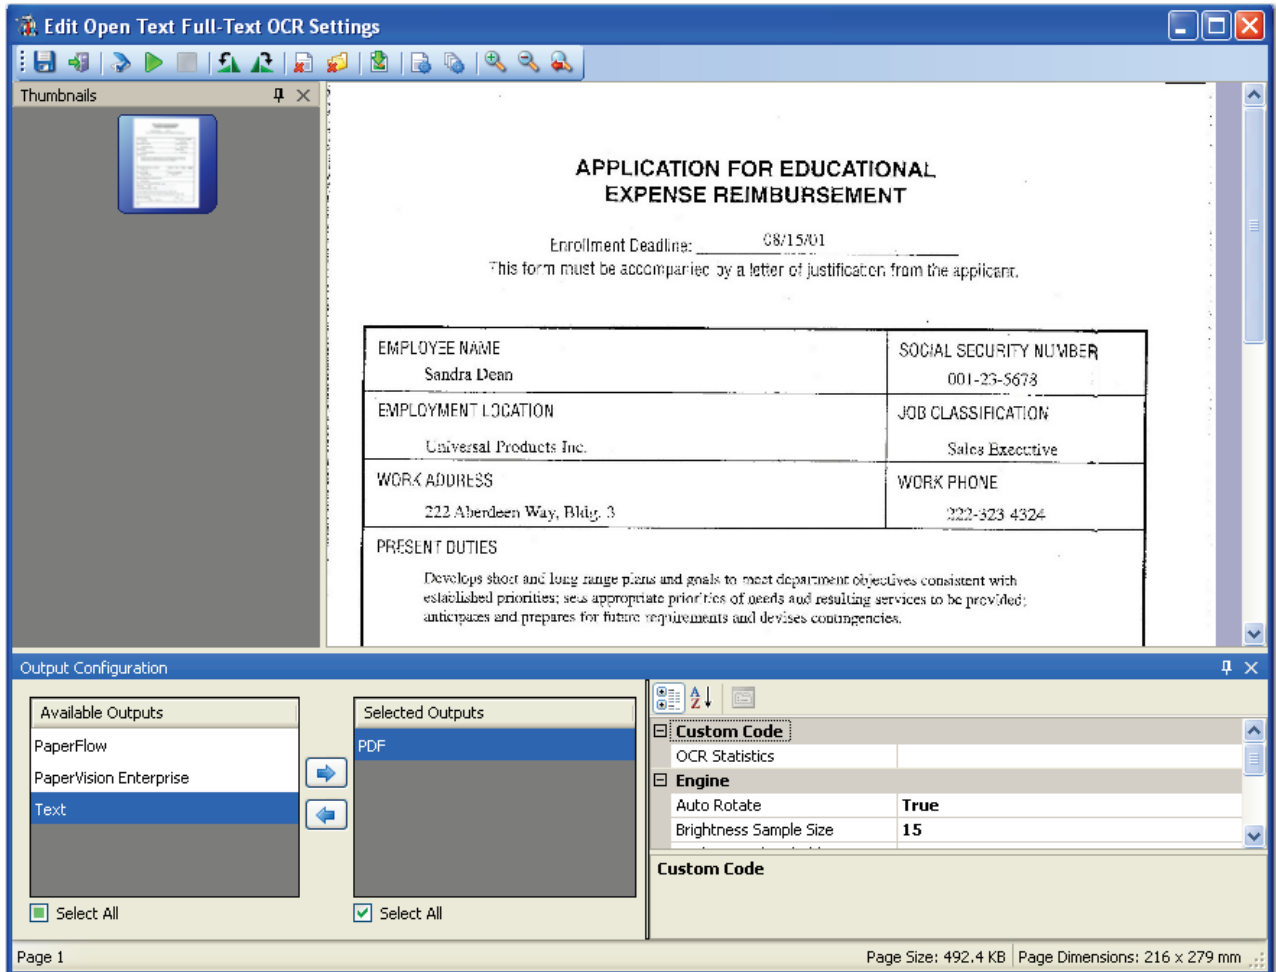 Edit Open Text Full-Text OCR Settings
Thumbnails
APPLICATION FOR EDUCATIONAL
EXPENSE REIMBURSEMENT
Enrollment Deadline: 08/15/01
This form must be accompanied by a letter of justification from the applicant.
EMPLOYEE NAME
Sandra Dean
SOCIAL SECURITY NUMBER
001-23-5678
EMPLOYMENT LOCATION
Universal Products Inc.
JOB CLASSIFICATION
Sales Executive
WORK ADDRESS
222 Aberdeen Way, Bldg. 3
WORK PHONE
222-323 4324
PRESENT DUTIES
Develops short and long range plans and goals to meet department objectives consistent with
established priorities; sets appropriate priorities of needs and resulting services to be provided;
anticipates and prepares for future requirements and devises contingencies.
Output Configuration
Available Outputs
PaperFlow
PaperVision Enterprise
Text
Select All
Selected Outputs
PDF
Select All
Custom Code
OCR Statistics
Engine
Auto Rotate True
Brightness Sample Size 15
Custom Code
Page 1
Page Size: 492.4 KB
Page Dimensions: 216 x 279 mm